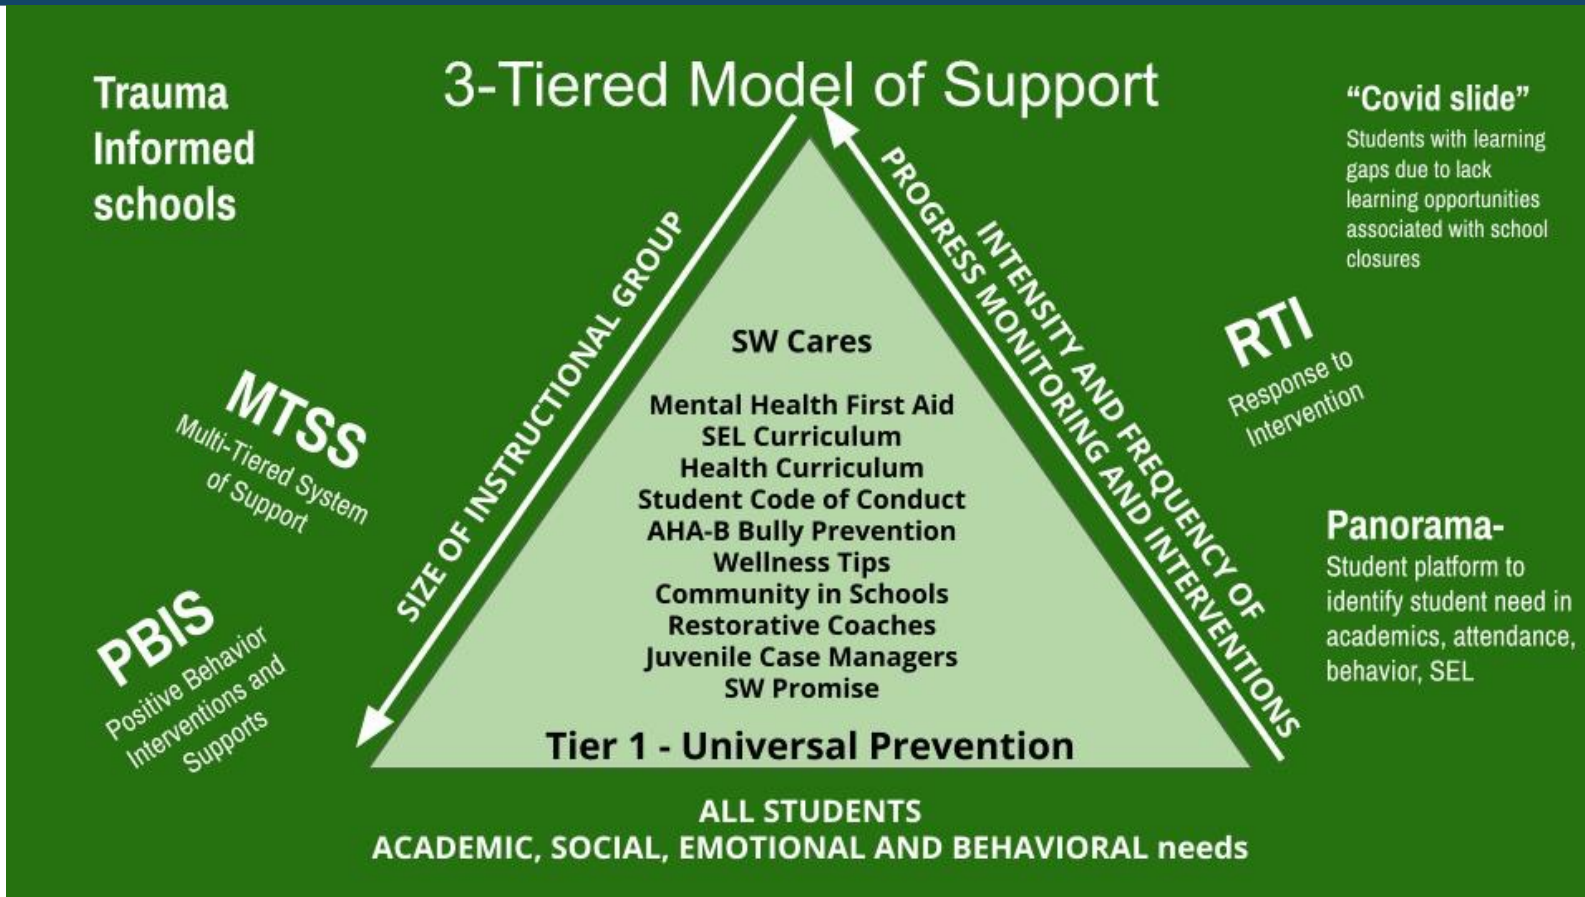 3-Tiered Model of Support
Trauma
Informed
schools
“Covid slide”
Students with learning
gaps due to lack
learning opportunities
associated with school
closures
SIZE OF INSTRUCTIONAL GROUP
INTENSITY AND FREQUENCY OF
PROGRESS MONITORING AND INTERVENTIONS
MTSS
Multi-Tiered System
of Support
RTI
Response to
Intervention
PBIS
Positive Behavior
Interventions and
Supports
Panorama-
Student platform to
identify student need in
academics, attendance,
behavior, SEL
SW Cares
Mental Health First Aid
SEL Curriculum
Health Curriculum
Student Code of Conduct
AHA-B Bully Prevention
Wellness Tips
Community in Schools
Restorative Coaches
Juvenile Case Managers
SW Promise
Tier 1 - Universal Prevention
ALL STUDENTS
ACADEMIC, SOCIAL, EMOTIONAL AND BEHAVIORAL needs